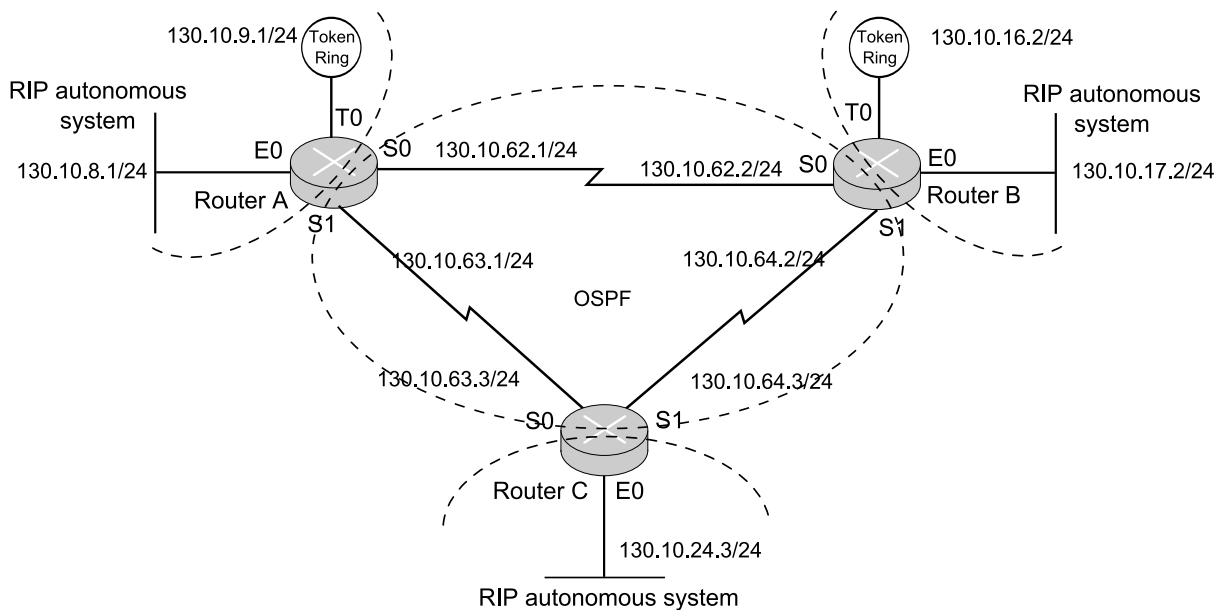 130.10.9.1/24
Token
Ring
Token
Ring
130.10.16.2/24
RIP autonomous
system
T0
T0
RIP autonomous
system
E0
S0
130.10.62.1/24
130.10.62.2/24
S0
E0
130.10.8.1/24
130.10.17.2/24
Router A
Router B
S1
S1
130.10.63.1/24
130.10.64.2/24
OSPF
130.10.63.3/24
130.10.64.3/24
S0
S1
Router C
E0
130.10.24.3/24
RIP autonomous system